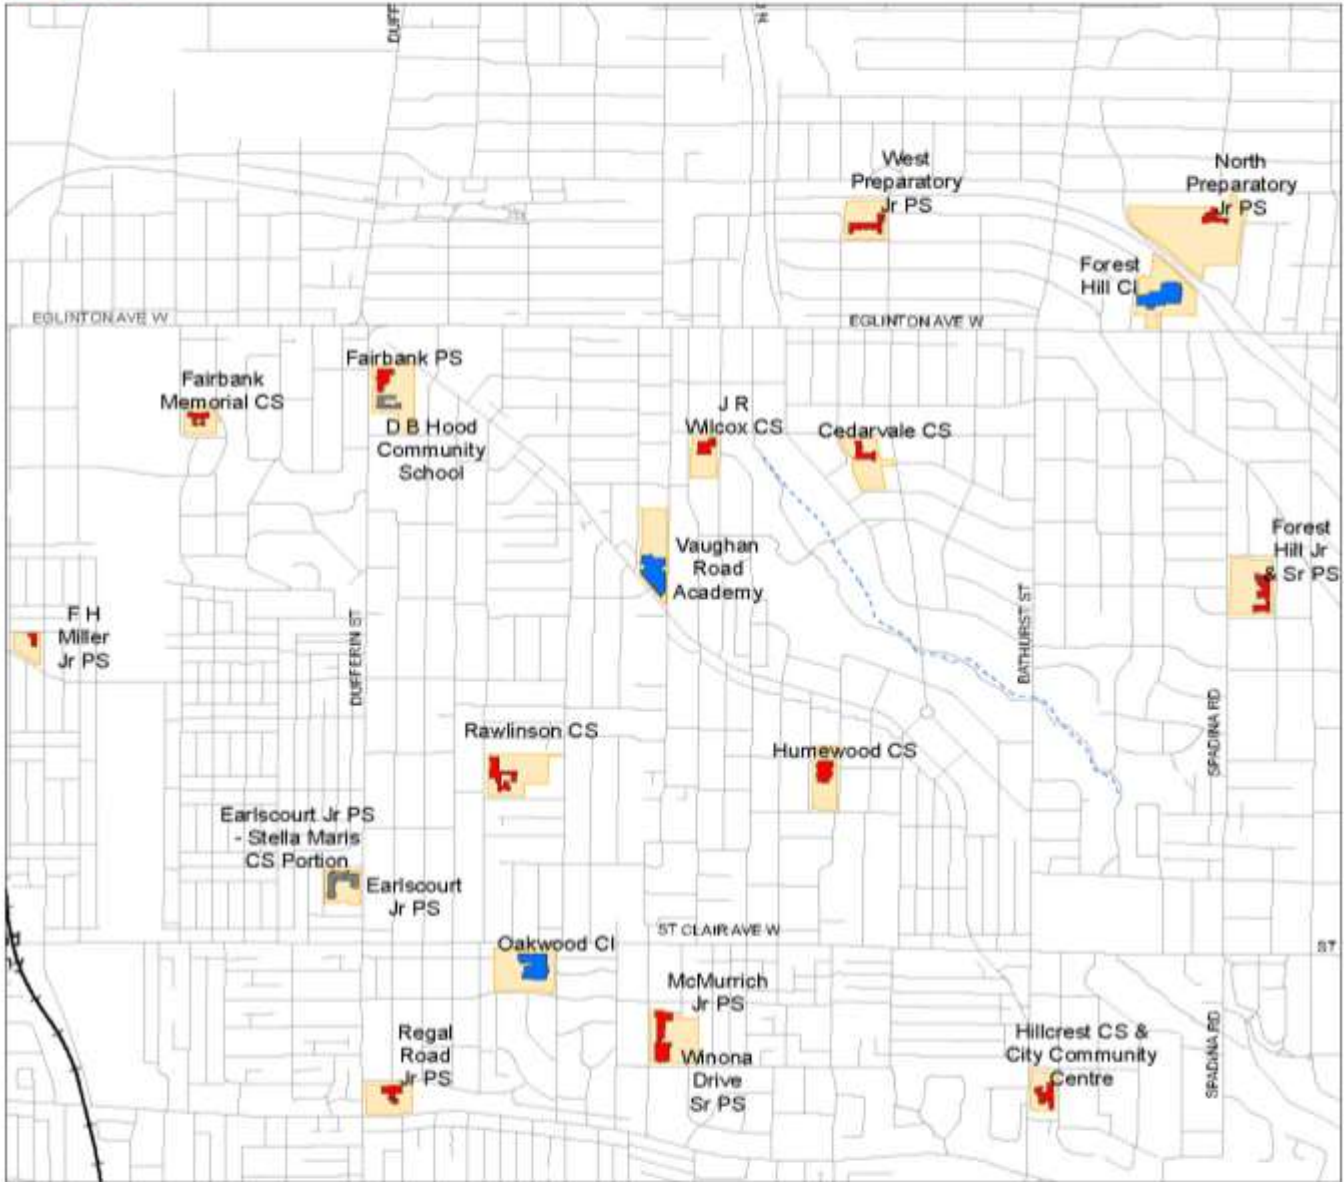 DUFF
West
Preparatory
Jr PS
North
Preparatory
Jr PS
Forest
Hill CI
EGLINTON AVE W
EGLINTON AVE W
Fairbank PS
Fairbank
Memorial CS
D B Hood
Community
School
J R
Wilcox CS
Cedarvale CS
Vaughan
Road
Academy
Forest
Hill Jr
& Sr PS
F H
Miller
Jr PS
DUFFERIN ST
BATHURST ST
SPADINA RD
Rawlinson CS
Humewood CS
Earlscourt Jr PS
- Stella Maris
CS Portion
Earlscourt
Jr PS
ST CLAIR AVE W
ST
Oakwood CI
McMurrich
Jr PS
Winona
Drive
Sr PS
Regal
Road
Jr PS
Hillcrest CS &
City Community
Centre
SPADINA RD